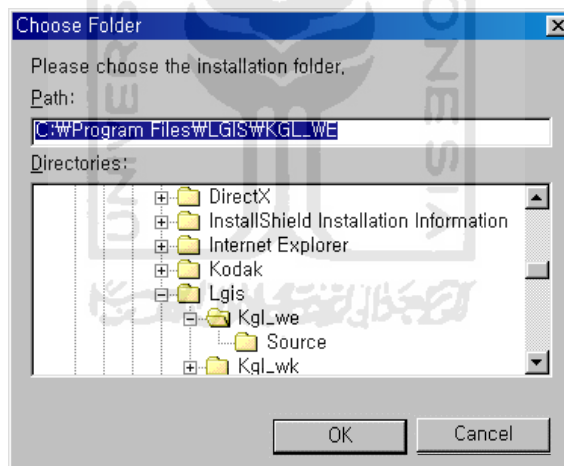 Choose Folder
Please choose the installation folder,
Path:
C:₩Program Files₩LGIS₩KGL_WE
Directories:
DirectX
InstallShield Installation Information
Internet Explorer
Kodak
Lgis
Kgl_we
Source
Kgl_wk
OK
Cancel